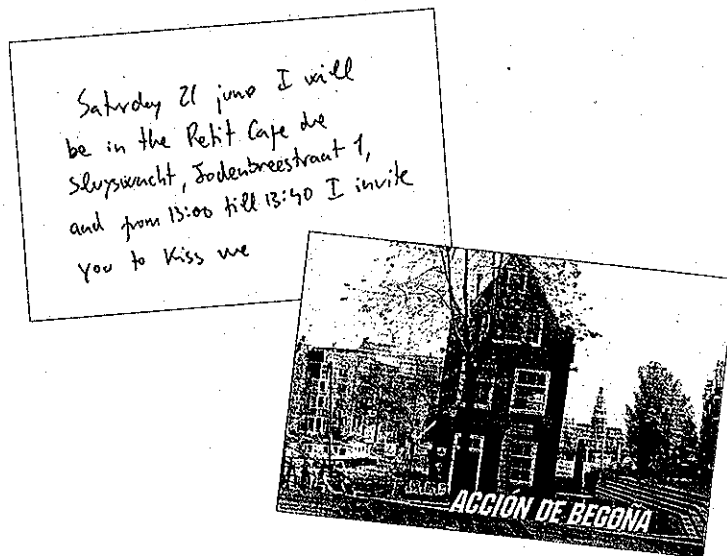 Saturday 21 juno I will
be in the Petit Cafe de
sluyswacht, Jodenbreestraat 1,
and from 13:00 till 13:40 I invite
you to Kiss me
ACCIÓN DE BEGOÑA